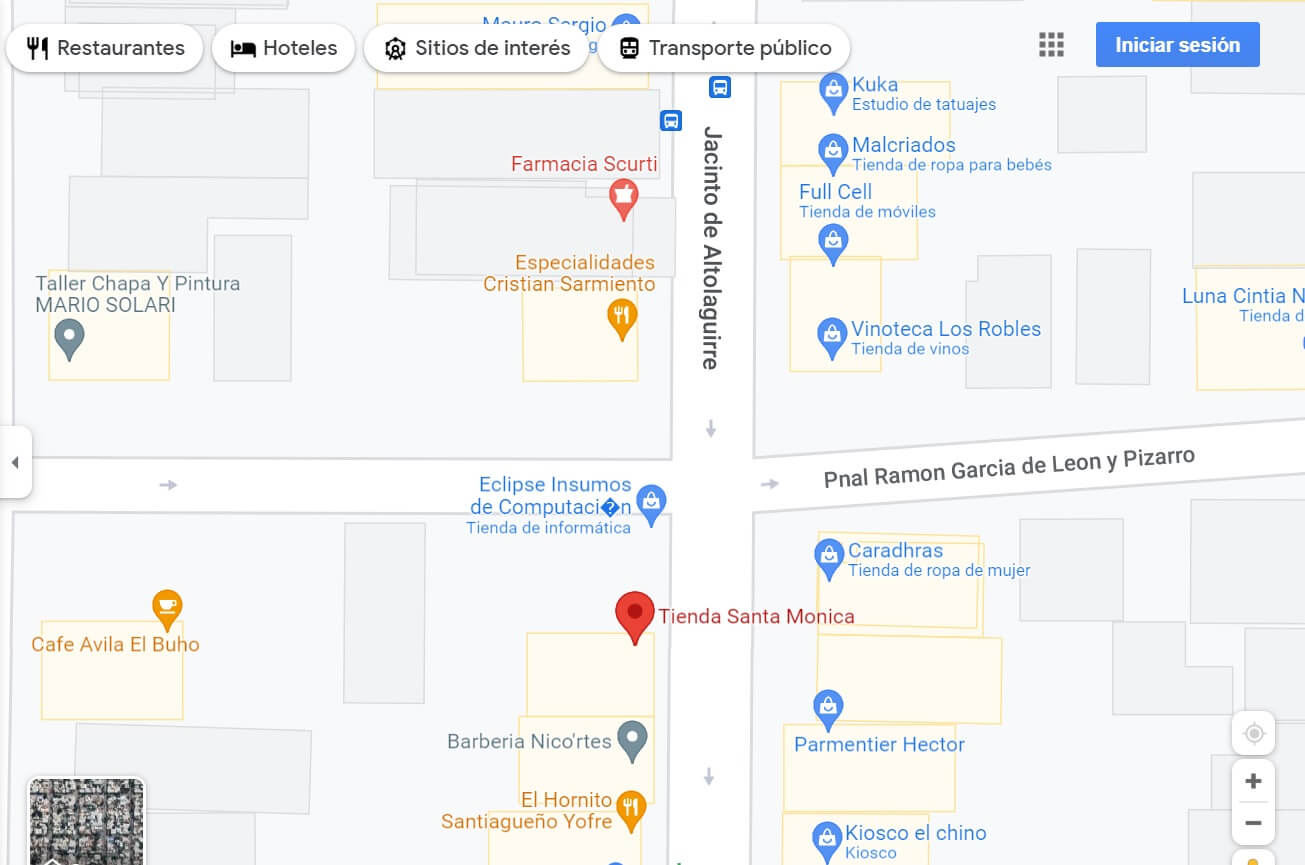 Mauro Sergio
Restaurantes
Hoteles
Sitios de interés
Transporte público
Iniciar sesión
Kuka
Estudio de tatuajes
Malcriados
Tienda de ropa para bebés
Farmacia Scurti
Full Cell
Tienda de móviles
Jacinto de Altolaguirre
Especialidades
Cristian Sarmiento
Taller Chapa Y Pintura
MARIO SOLARI
Luna Cintia N
Tienda d
Vinoteca Los Robles
Tienda de vinos
Pnal Ramon Garcia de Leon y Pizarro
Eclipse Insumos
de Computaci�n
Tienda de informática
Caradhras
Tienda de ropa de mujer
Tienda Santa Monica
Cafe Avila El Buho
Barberia Nico'rtes
Parmentier Hector
El Hornito
Santiagueño Yofre
Kiosco el chino
Kiosco